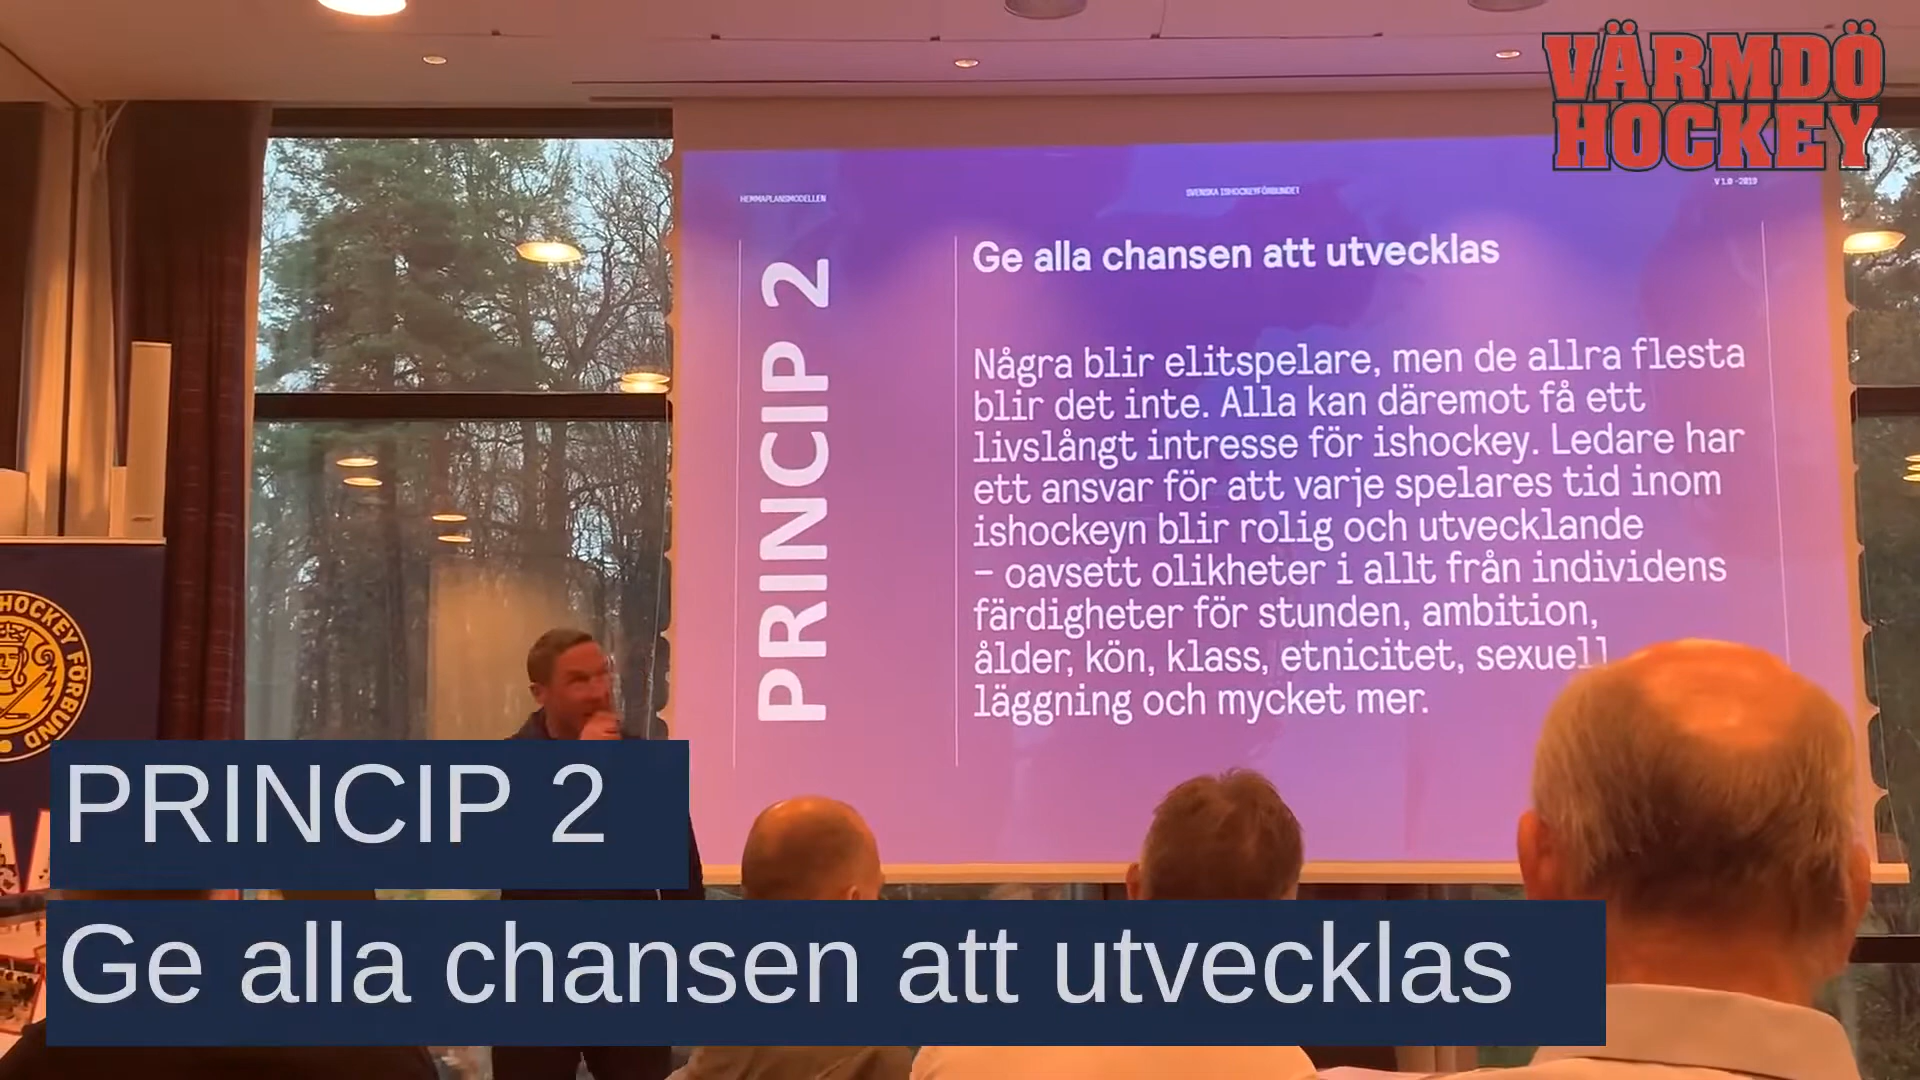 VÄRMDÖ
HOCKEY
HEMMAPLANSMODELLEN
SVENSKA ISHOCKEYFÖRBUNDET
V 1.0 - 2019
PRINCIP 2
Ge alla chansen att utvecklas
Några blir elitspelare, men de allra flesta
blir det inte. Alla kan däremot få ett
livslångt intresse för ishockey. Ledare har
ett ansvar för att varje spelares tid inom
ishockeyn blir rolig och utvecklande
– oavsett olikheter i allt från individens
färdigheter för stunden, ambition,
ålder, kön, klass, etnicitet, sexuell
läggning och mycket mer.
HOCKEY FÖRBUND
PRINCIP 2
Ge alla chansen att utvecklas